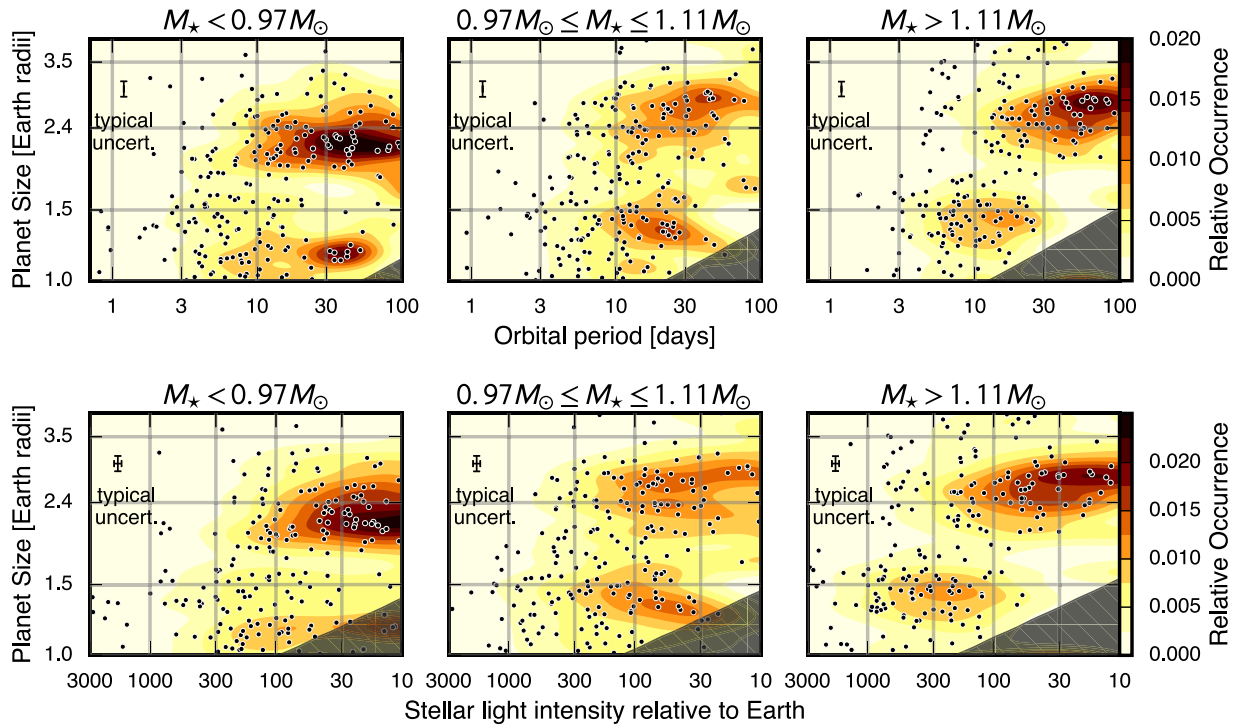 M⋆ < 0.97M⊙
0.97M⊙ ≤ M⋆ ≤ 1.11M⊙
M⋆ > 1.11M⊙
Planet Size [Earth radii]
3.5
2.4
1.5
1.0
typical
uncert.
typical
uncert.
typical
uncert.
1 3 10 30 100
1 3 10 30 100
1 3 10 30 100
Orbital period [days]
0.020
0.015
0.010
0.005
0.000
Relative Occurrence
M⋆ < 0.97M⊙
0.97M⊙ ≤ M⋆ ≤ 1.11M⊙
M⋆ > 1.11M⊙
Planet Size [Earth radii]
3.5
2.4
1.5
1.0
typical
uncert.
typical
uncert.
typical
uncert.
3000 1000 300 100 30 10
3000 1000 300 100 30 10
3000 1000 300 100 30 10
Stellar light intensity relative to Earth
0.020
0.015
0.010
0.005
0.000
Relative Occurrence